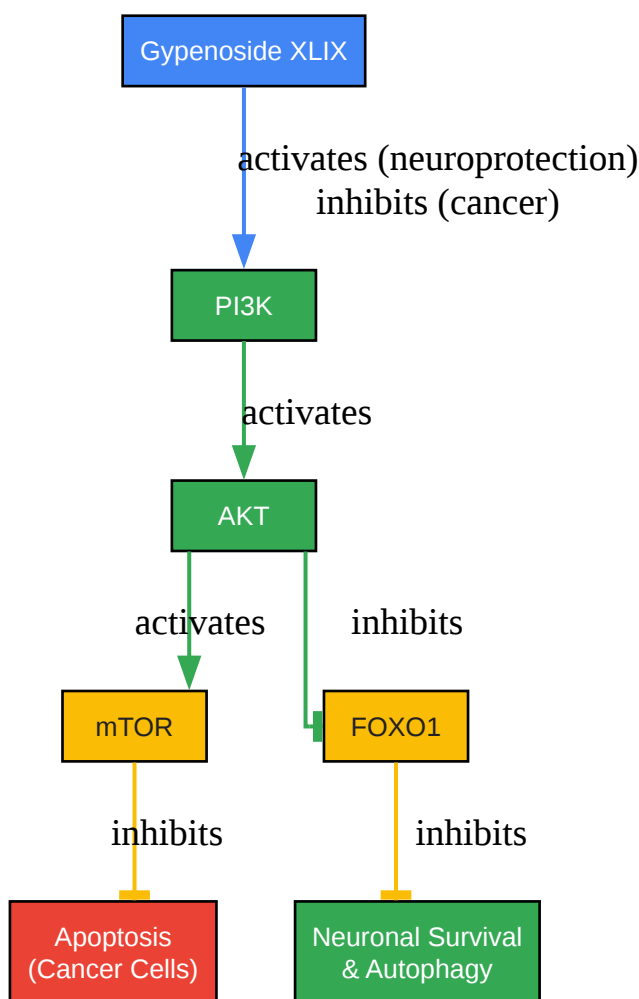 Gypenoside XLIX
activates (neuroprotection)
inhibits (cancer)
PI3K
activates
AKT
activates
inhibits
mTOR
FOXO1
inhibits
inhibits
Apoptosis
(Cancer Cells)
Neuronal Survival
& Autophagy